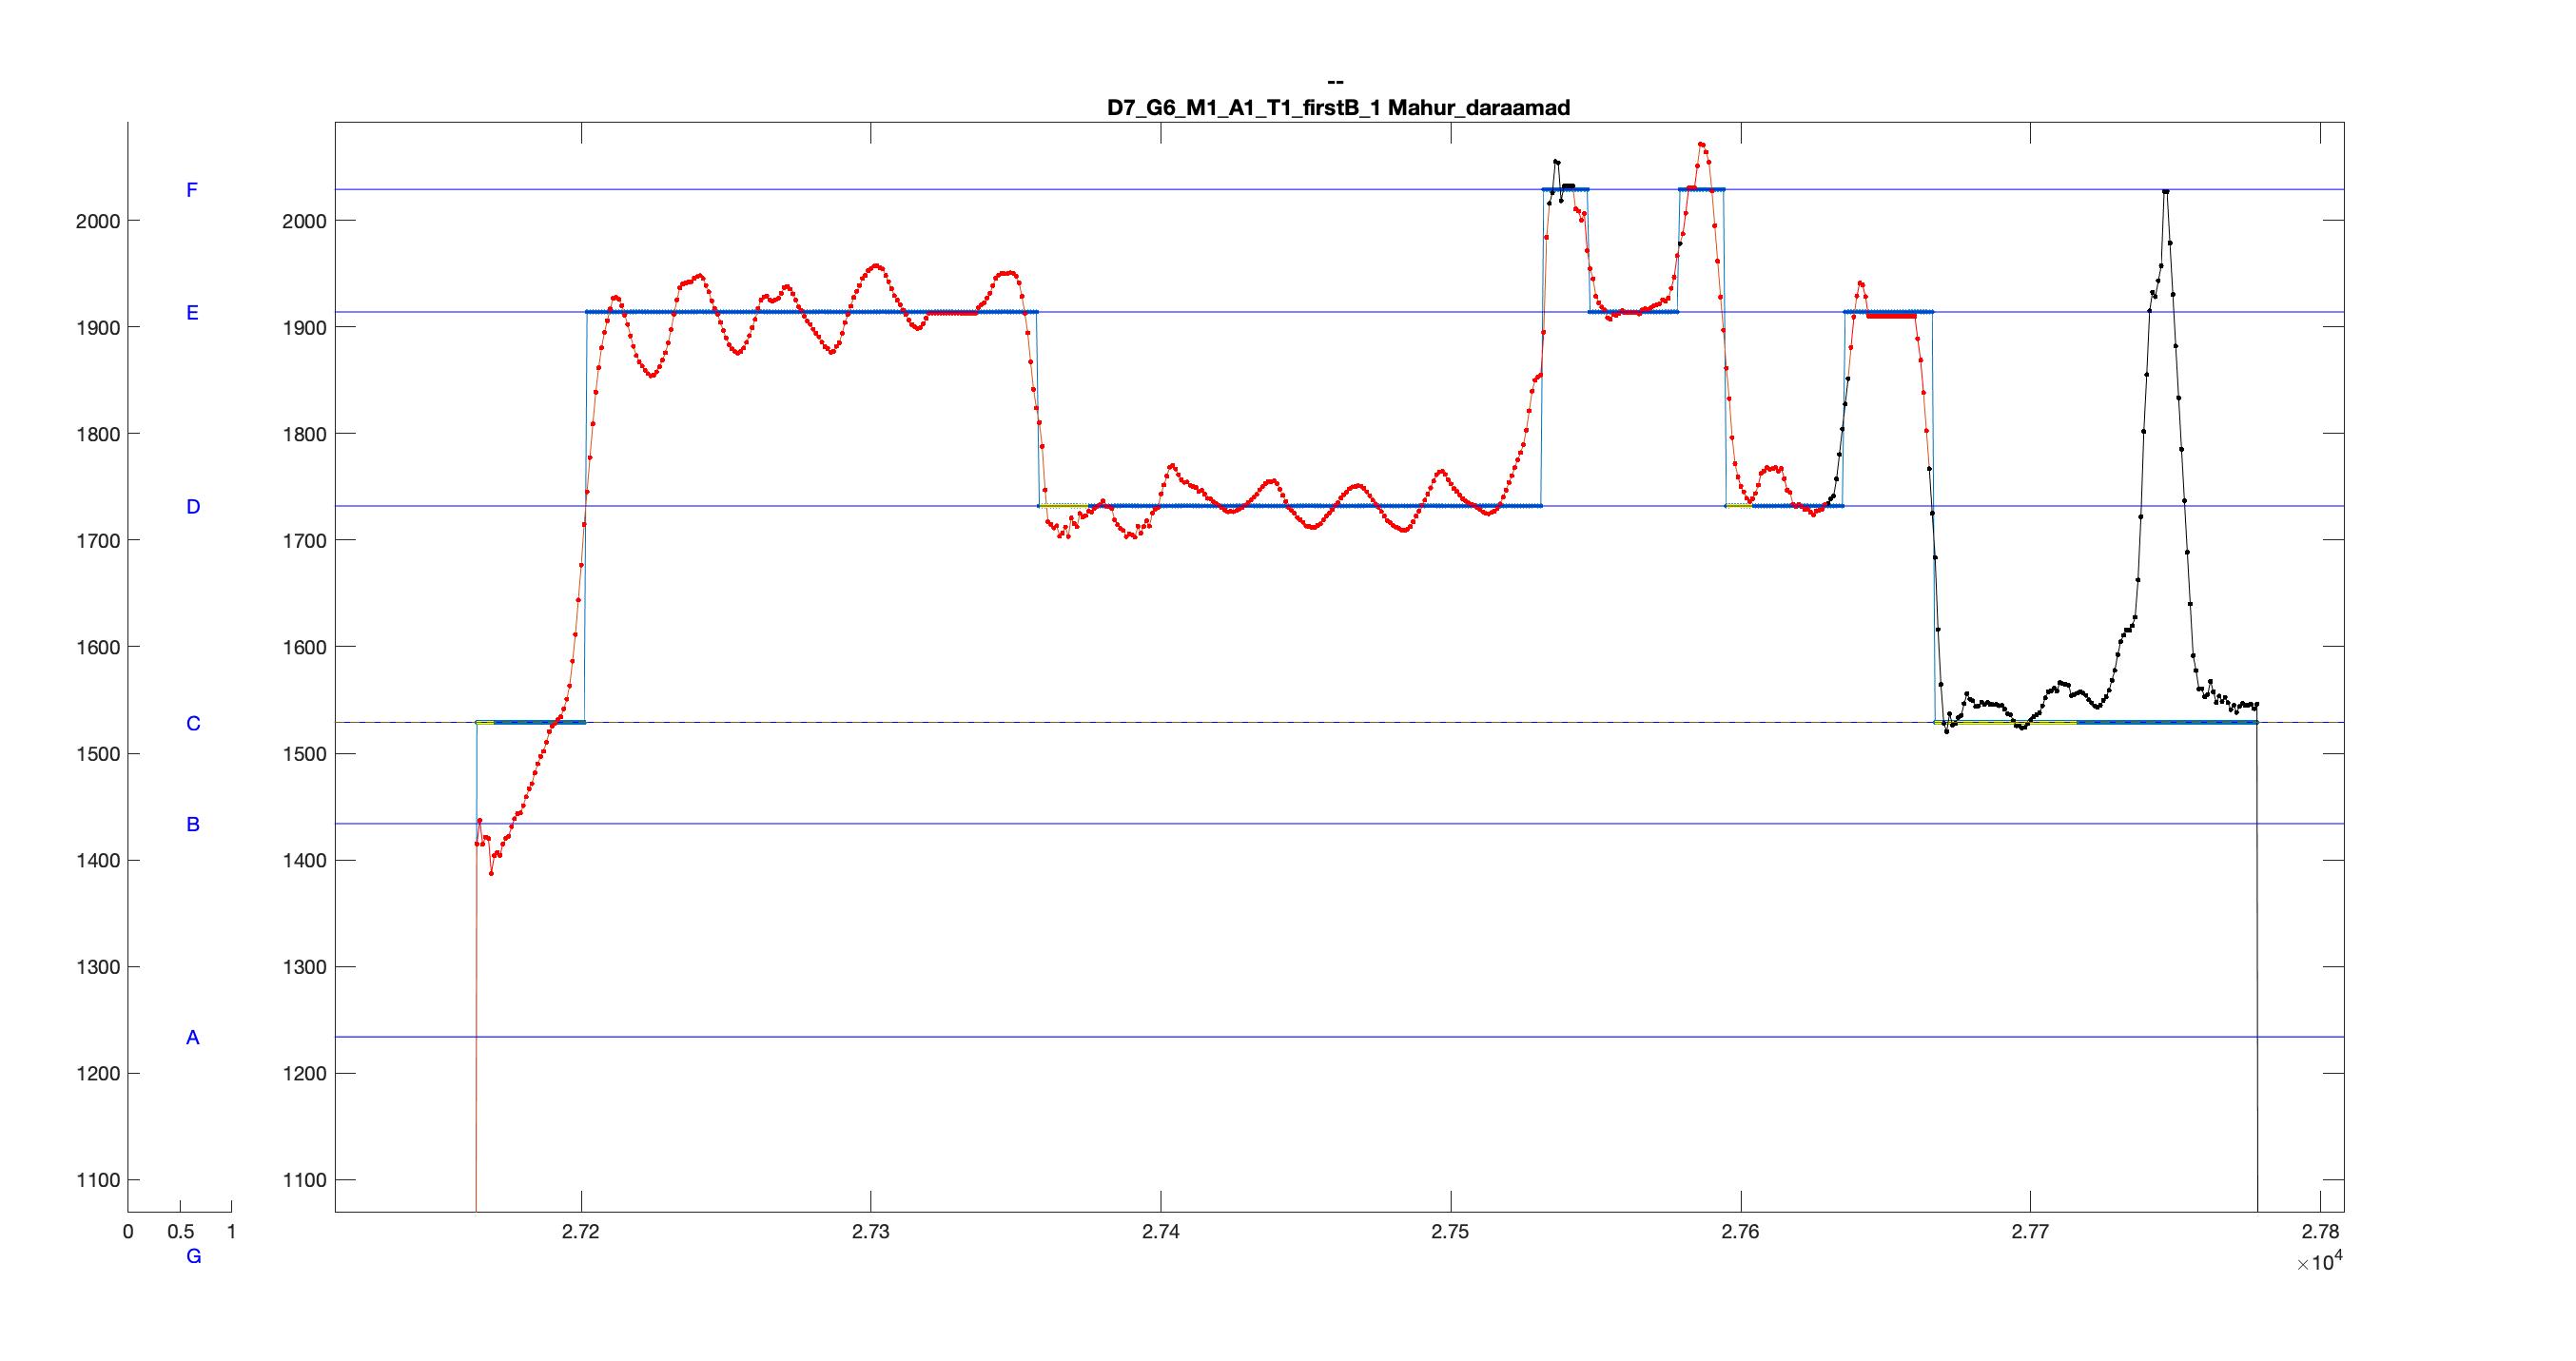 --
D7_G6_M1_A1_T1_firstB_1 Mahur_daraamad
F
2000 2000
E
1900 1900
1800 1800
D
1700 1700
1600 1600
C
1500 1500
B
1400 1400
1300 1300
A
1200 1200
1100 1100
0 0.5 1 2.72 2.73 2.74 2.75 2.76 2.77 2.78
G
×10⁴